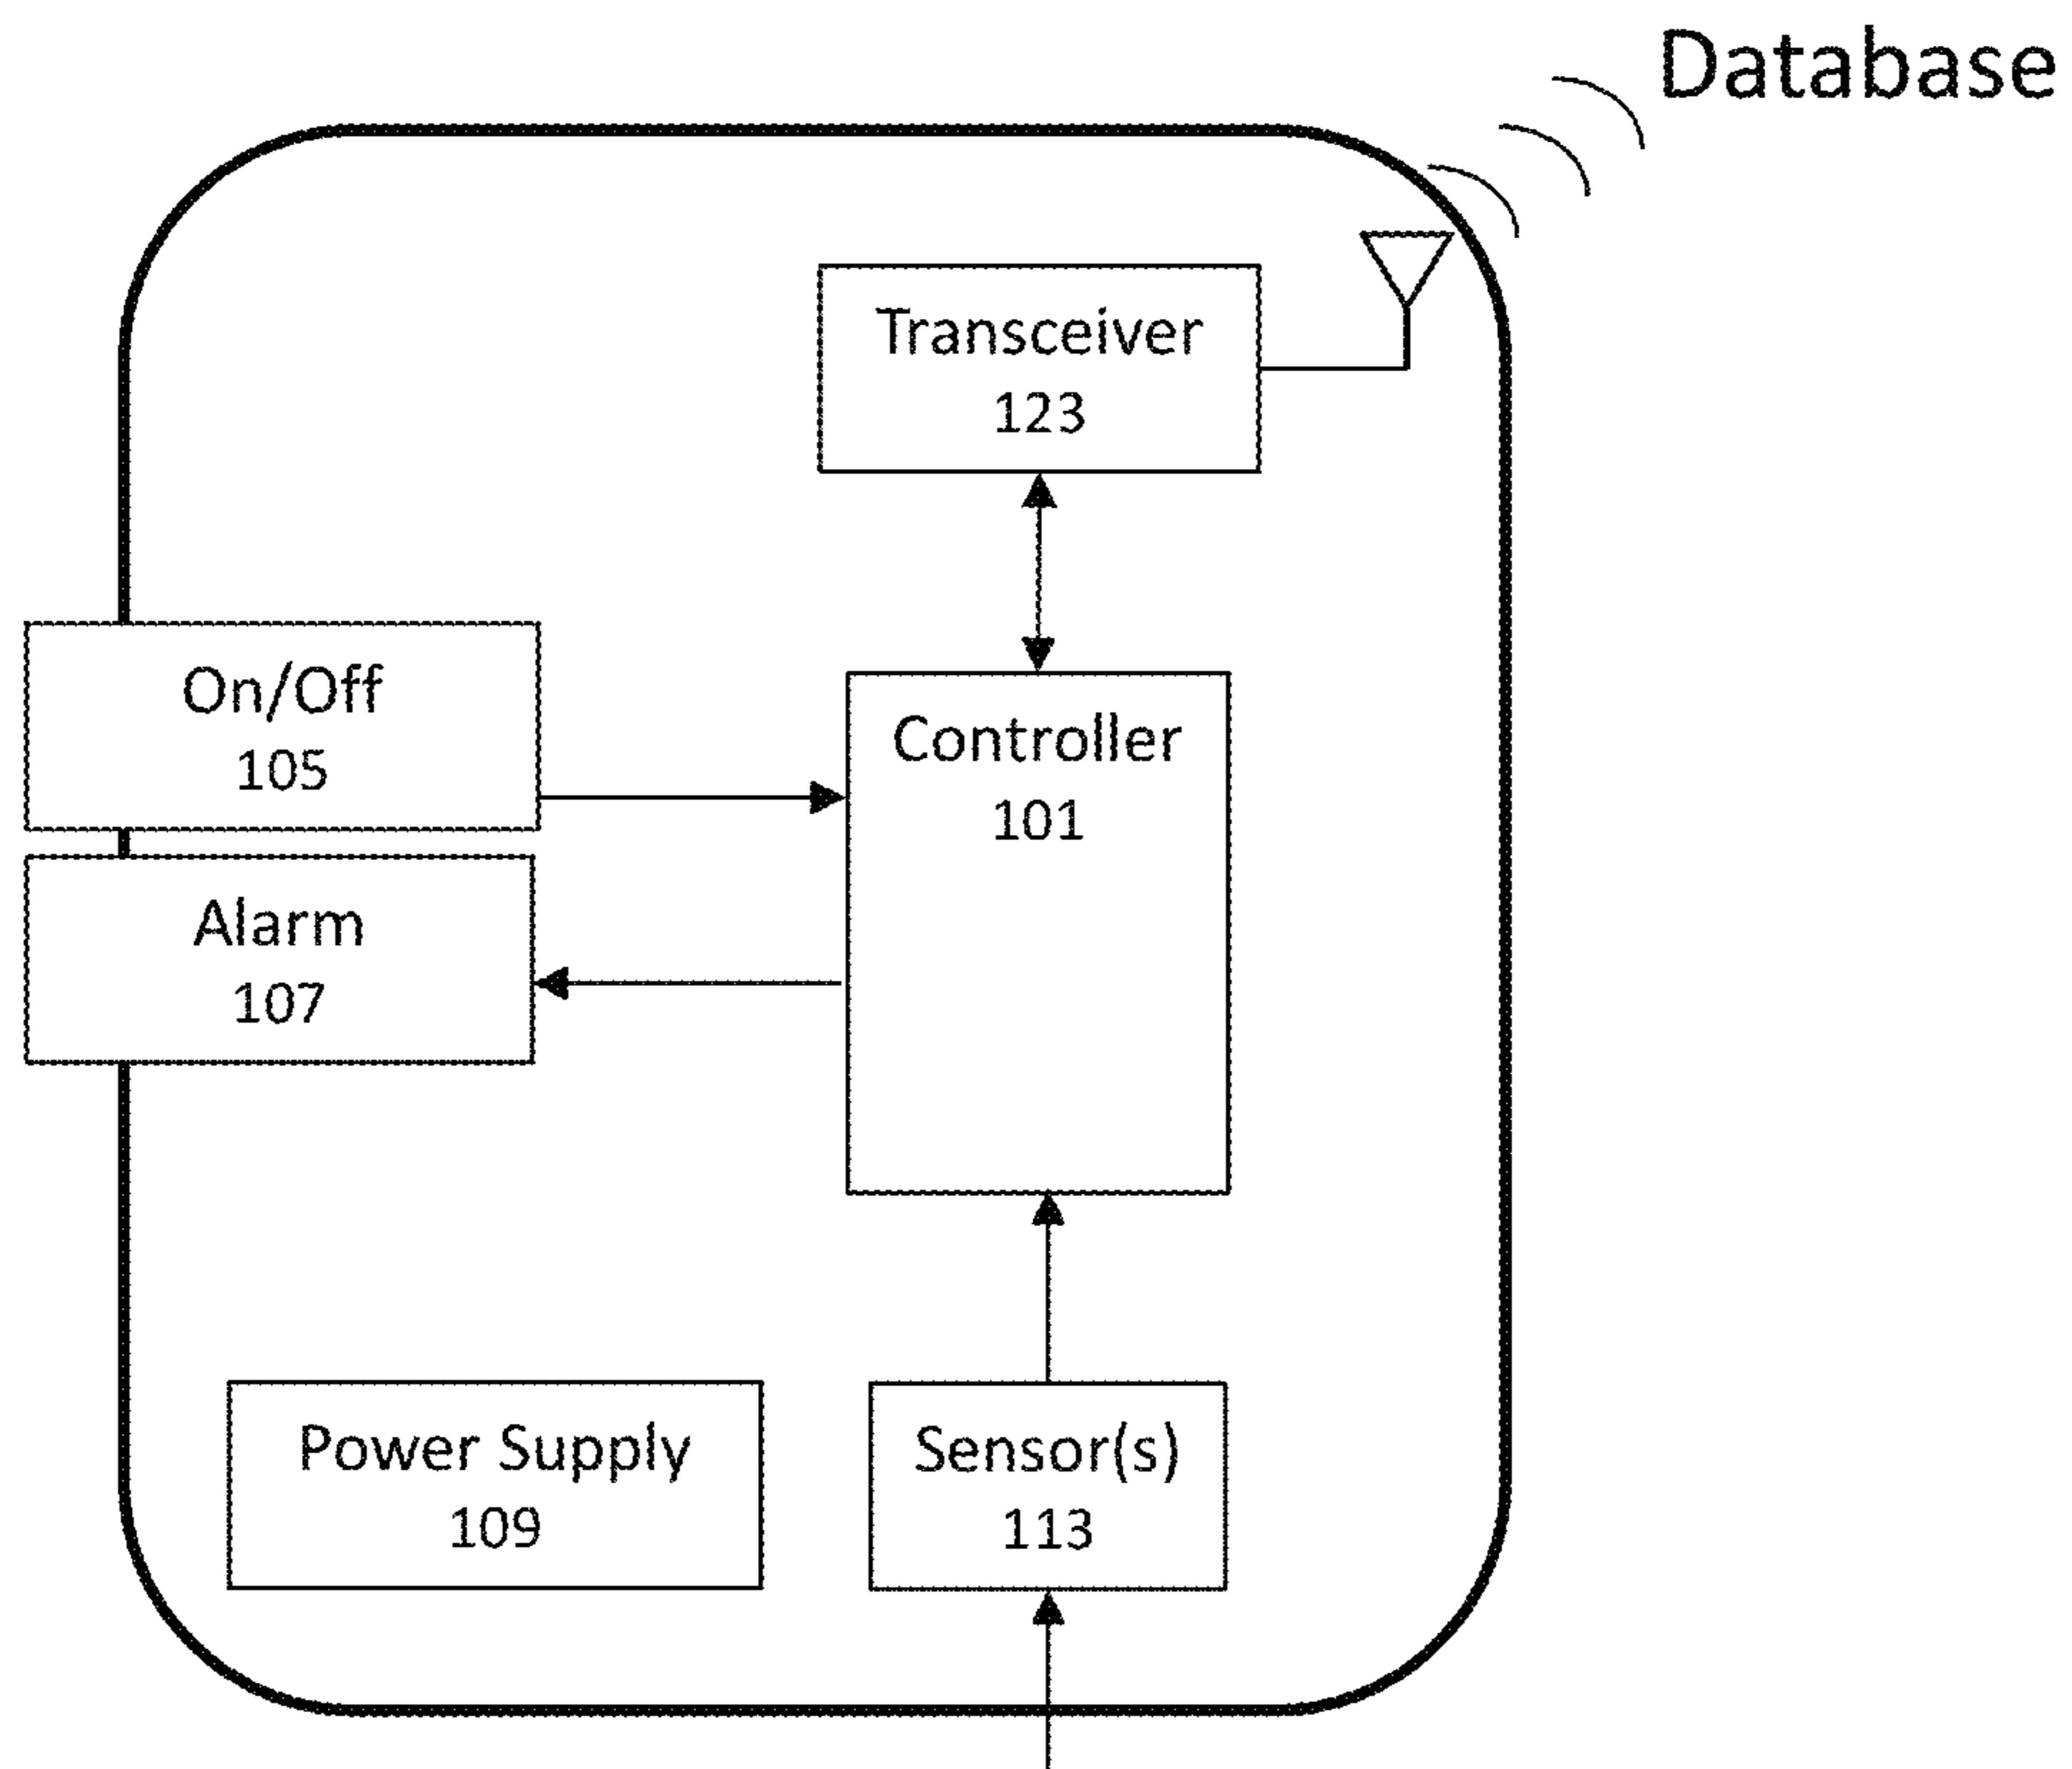 Database
Transceiver
123
On/Off
105
Controller
101
Alarm
107
Power Supply
109
Sensor(s)
113